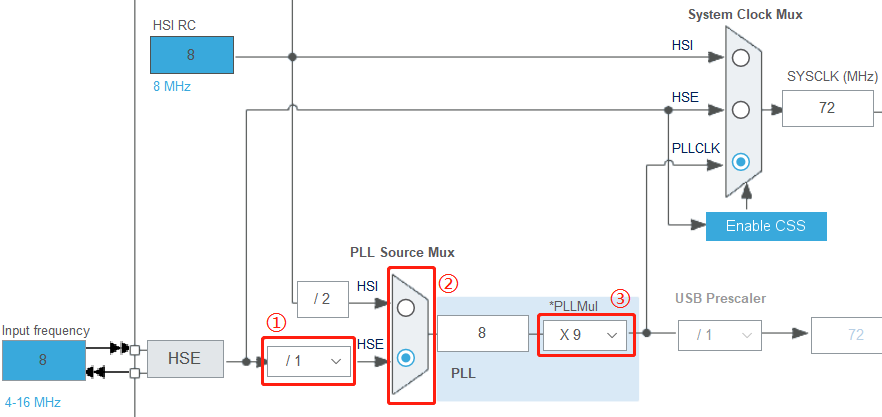 System Clock Mux
HSI RC
8
8 MHz
HSI
SYSCLK (MHz)
HSE
72
PLLCLK
Enable CSS
PLL Source Mux
②
HSI
/ 2
*PLLMul
③
USB Prescaler
①
Input frequency
8
HSE
/ 1
HSE
8
X 9
/ 1
72
PLL
4-16 MHz